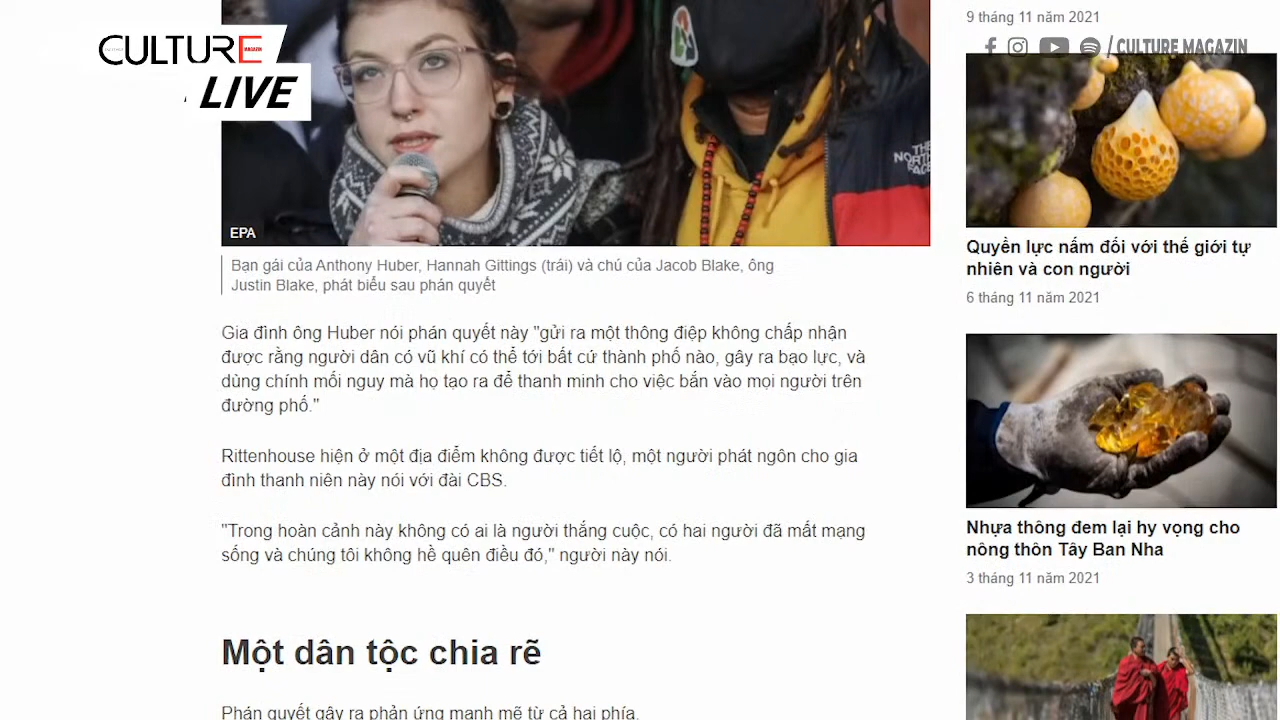 CULTURE MAGAZIN
LIVE
/CULTURE MAGAZIN
THE
NORTH
FACE
EPA
Bạn gái của Anthony Huber, Hannah Gittings (trái) và chú của Jacob Blake, ông
Justin Blake, phát biểu sau phán quyết
Gia đình ông Huber nói phán quyết này "gửi ra một thông điệp không chấp nhận
được rằng người dân có vũ khí có thể tới bất cứ thành phố nào, gây ra bạo lực, và
dùng chính mối nguy mà họ tạo ra để thanh minh cho việc bắn vào mọi người trên
đường phố."
Rittenhouse hiện ở một địa điểm không được tiết lộ, một người phát ngôn cho gia
đình thanh niên này nói với đài CBS.
"Trong hoàn cảnh này không có ai là người thắng cuộc, có hai người đã mất mạng
sống và chúng tôi không hề quên điều đó," người này nói.
Một dân tộc chia rẽ
Phán quyết gây ra phản ứng mạnh mẽ từ cả hai phía.
9 tháng 11 năm 2021
Quyền lực nấm đối với thế giới tự
nhiên và con người
6 tháng 11 năm 2021
Nhựa thông đem lại hy vọng cho
nông thôn Tây Ban Nha
3 tháng 11 năm 2021